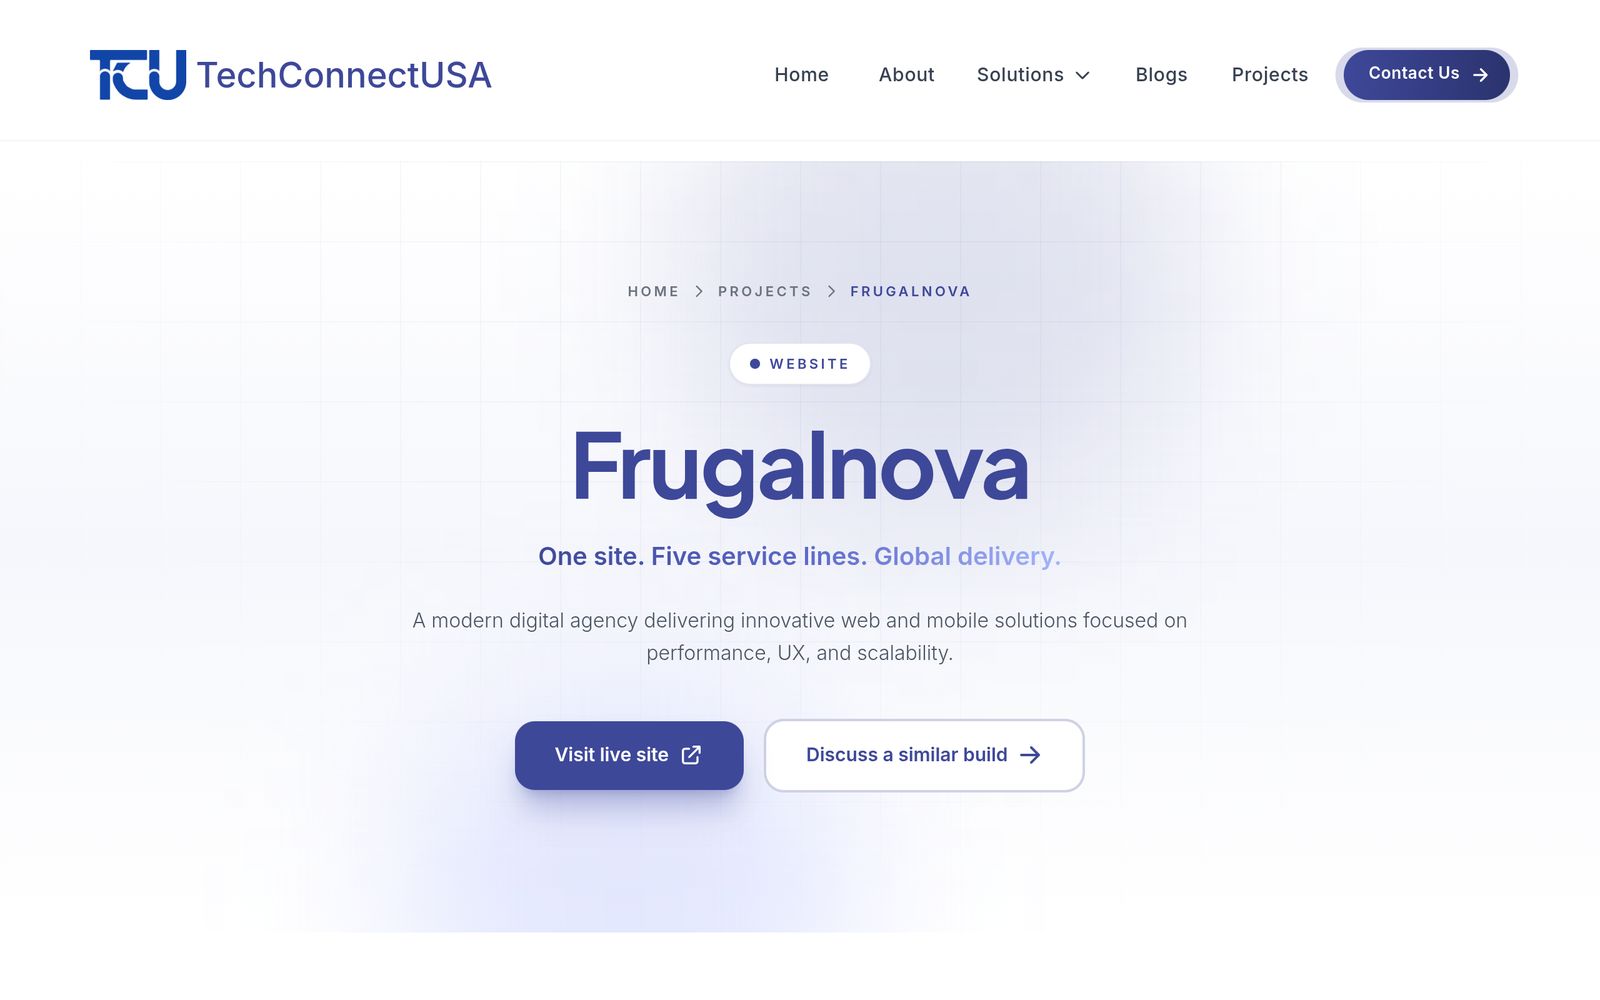 TCU TechConnectUSA
Home About Solutions Blogs Projects Contact Us
HOME PROJECTS FRUGALNOVA
WEBSITE
Frugalnova
One site. Five service lines. Global delivery.
A modern digital agency delivering innovative web and mobile solutions focused on
performance, UX, and scalability.
Visit live site Discuss a similar build